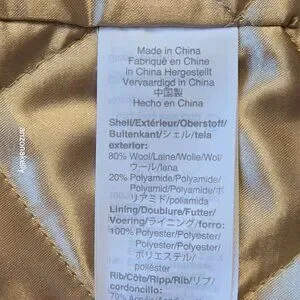 Made in China
Fabriqué en Chine
in China Hergestellt
Vervaardigd in China
中国製
Hecho en China
Shell/Extérieur/Oberstoff/
Buitenkant/シェル/tela
exterior:
80% Wool/Laine/Wolle/Wol/
ウール/lana
20% Polyamide/Polyamide/
Polyamid/Polyamide/ポ
リアミド/poliamida
Lining/Doublure/Futter/
Voering/ライニング/forro:
100% Polyester/Polyester/
Polyester/Polyester/
ポリエステル/
poliéster
Rib/Côte/Ripp/Rib/リブ/
cordoncillo:
arizonakelly